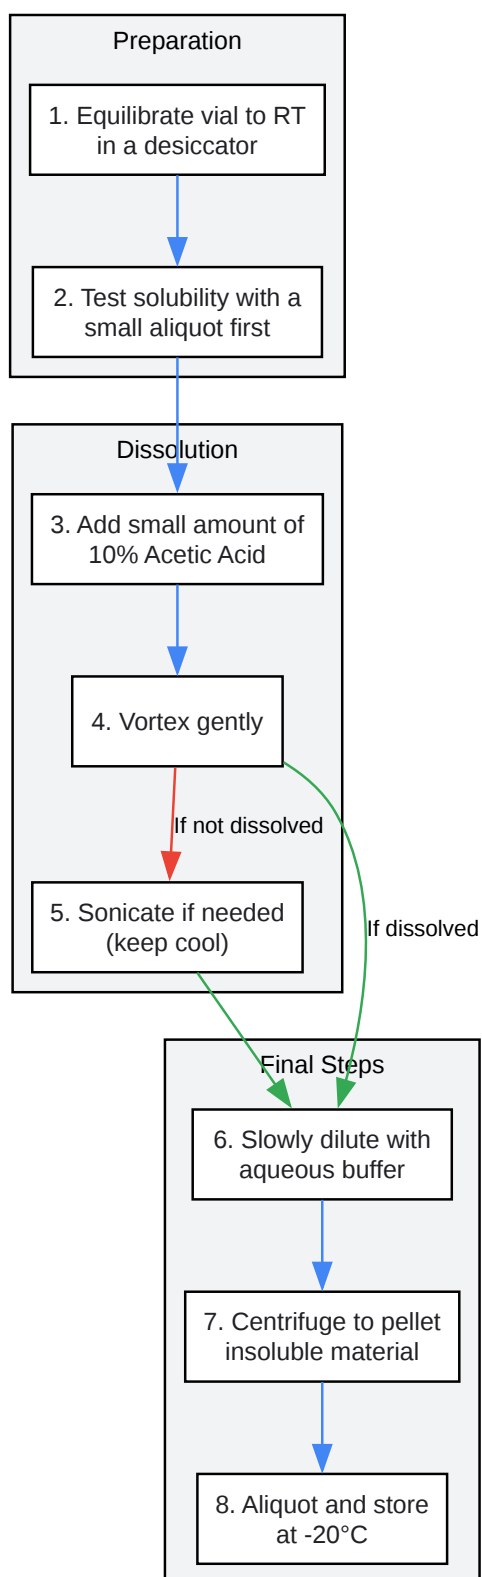 Preparation
1. Equilibrate vial to RT
in a desiccator
2. Test solubility with a
small aliquot first
Dissolution
3. Add small amount of
10% Acetic Acid
4. Vortex gently
If not dissolved
5. Sonicate if needed
(keep cool)
If dissolved
Final Steps
6. Slowly dilute with
aqueous buffer
7. Centrifuge to pellet
insoluble material
8. Aliquot and store
at -20°C